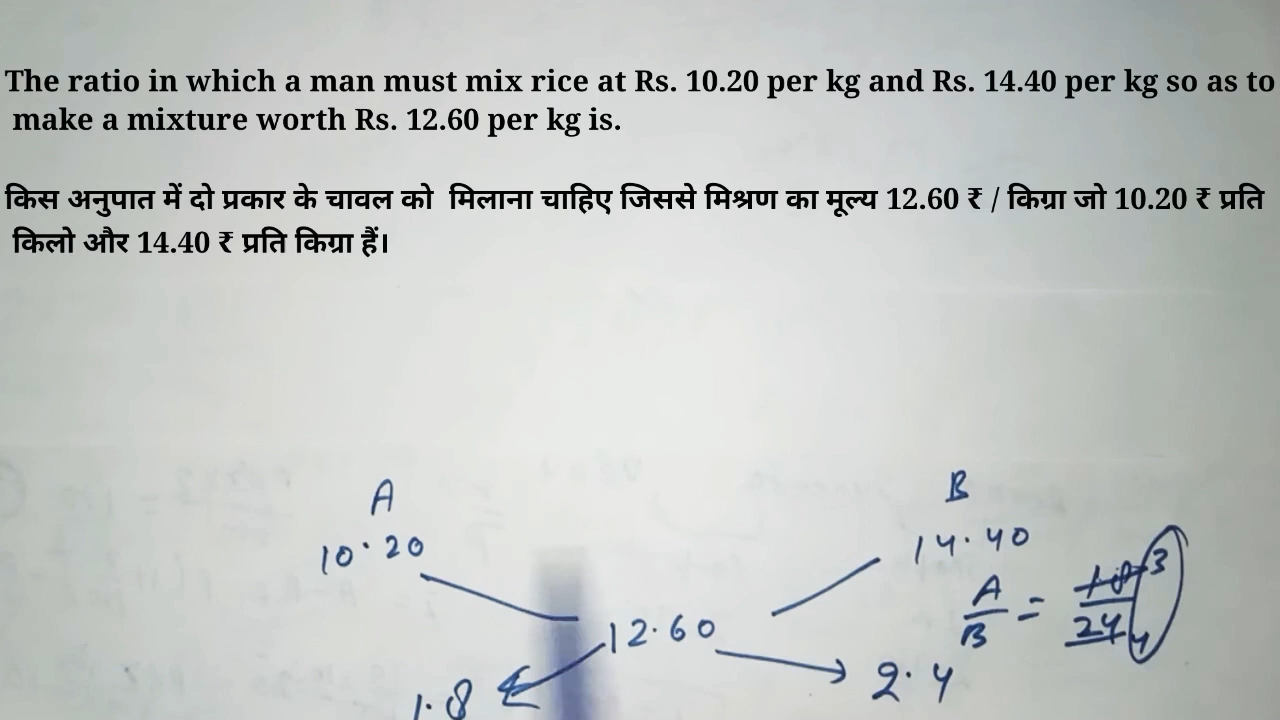 The ratio in which a man must mix rice at Rs. 10.20 per kg and Rs. 14.40 per kg so as to
make a mixture worth Rs. 12.60 per kg is.
किस अनुपात में दो प्रकार के चावल को मिलाना चाहिए जिससे मिश्रण का मूल्य 12.60 ₹ / किग्रा जो 10.20 ₹ प्रति
किलो और 14.40 ₹ प्रति किग्रा हैं।
A B
10.20 14.40
A/B = 18/24 3/4
12.60
1.8 2.4